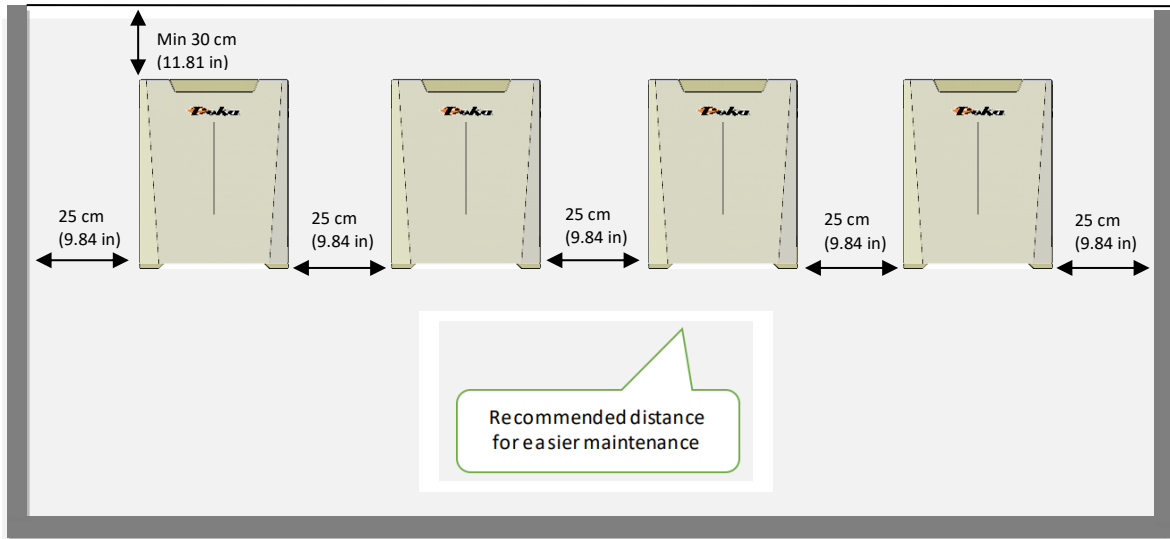 Min 30 cm
(11.81 in)
25 cm
(9.84 in)
25 cm
(9.84 in)
25 cm
(9.84 in)
25 cm
(9.84 in)
25 cm
(9.84 in)
Recommended distance
for easier maintenance